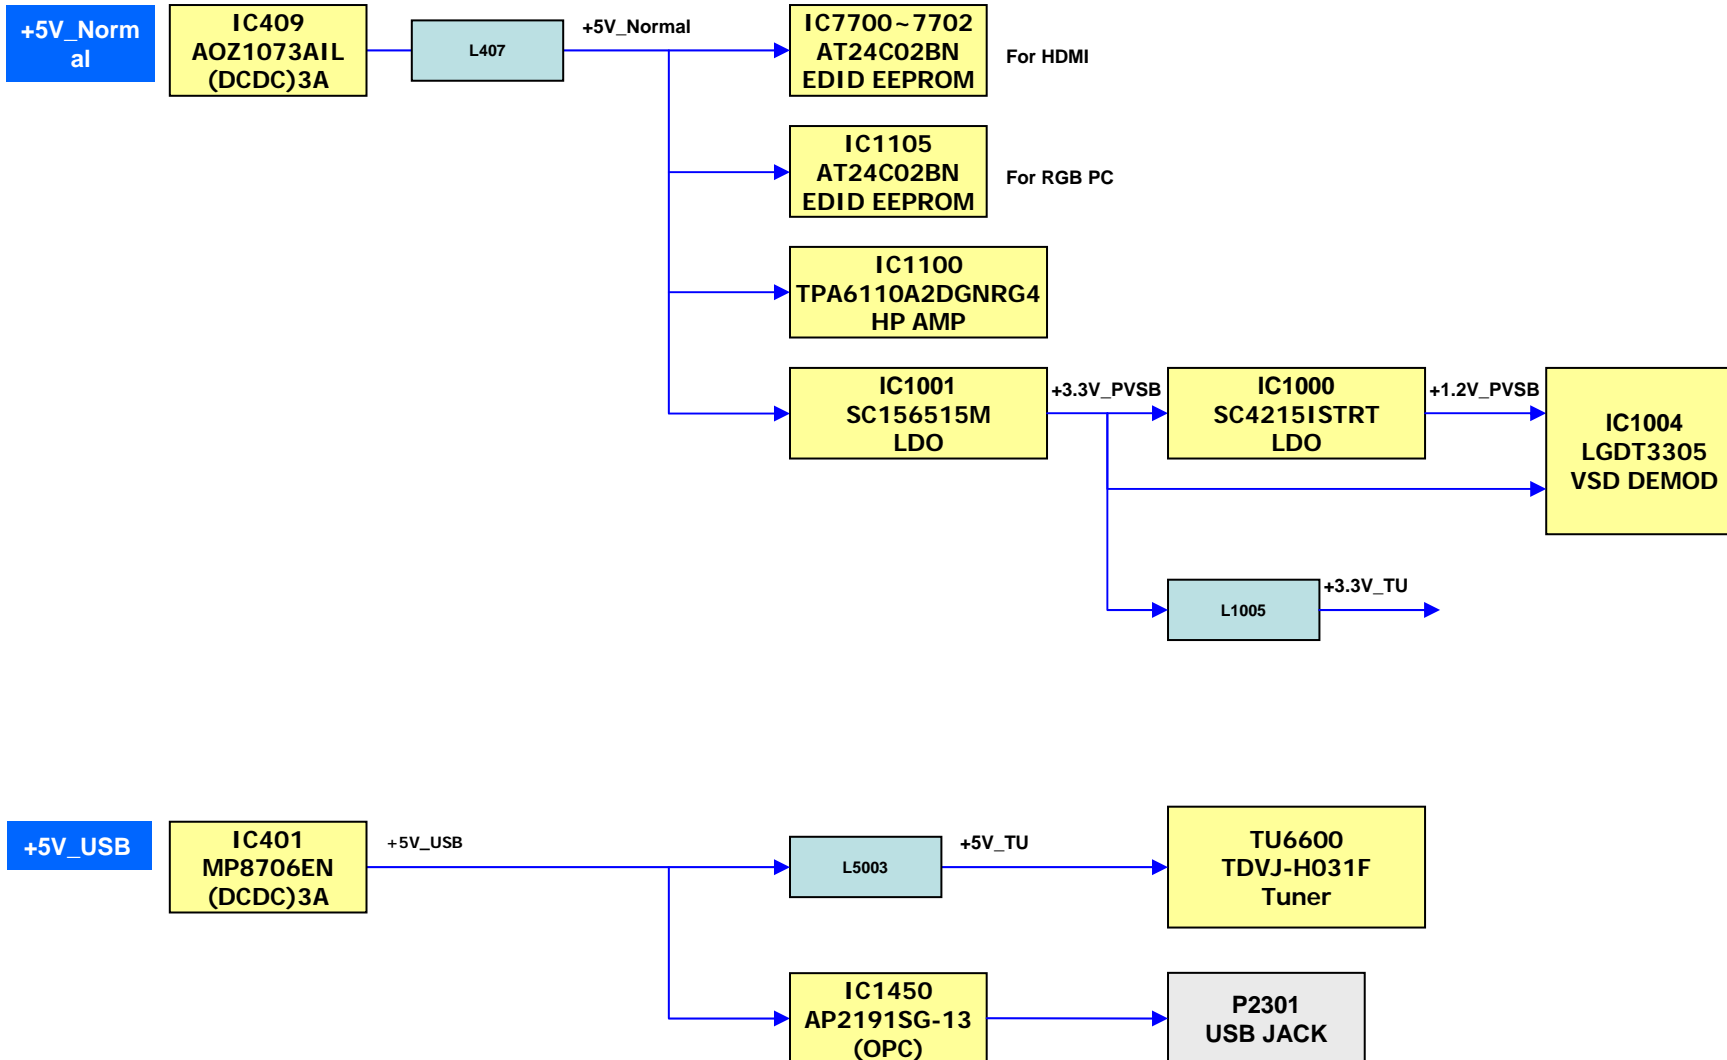 +5V_Norm
al
IC409
AOZ1073AIL
(DCDC)3A
L407
+5V_Normal
IC7700~7702
AT24C02BN
EDID EEPROM
For HDMI
IC1105
AT24C02BN
EDID EEPROM
For RGB PC
IC1100
TPA6110A2DGNRG4
HP AMP
IC1001
SC156515M
LDO
+3.3V_PVSB
IC1000
SC4215ISTRT
LDO
+1.2V_PVSB
IC1004
LGDT3305
VSD DEMOD
L1005
+3.3V_TU
+5V_USB
IC401
MP8706EN
(DCDC)3A
+5V_USB
L5003
+5V_TU
TU6600
TDVJ-H031F
Tuner
IC1450
AP2191SG-13
(OPC)
P2301
USB JACK